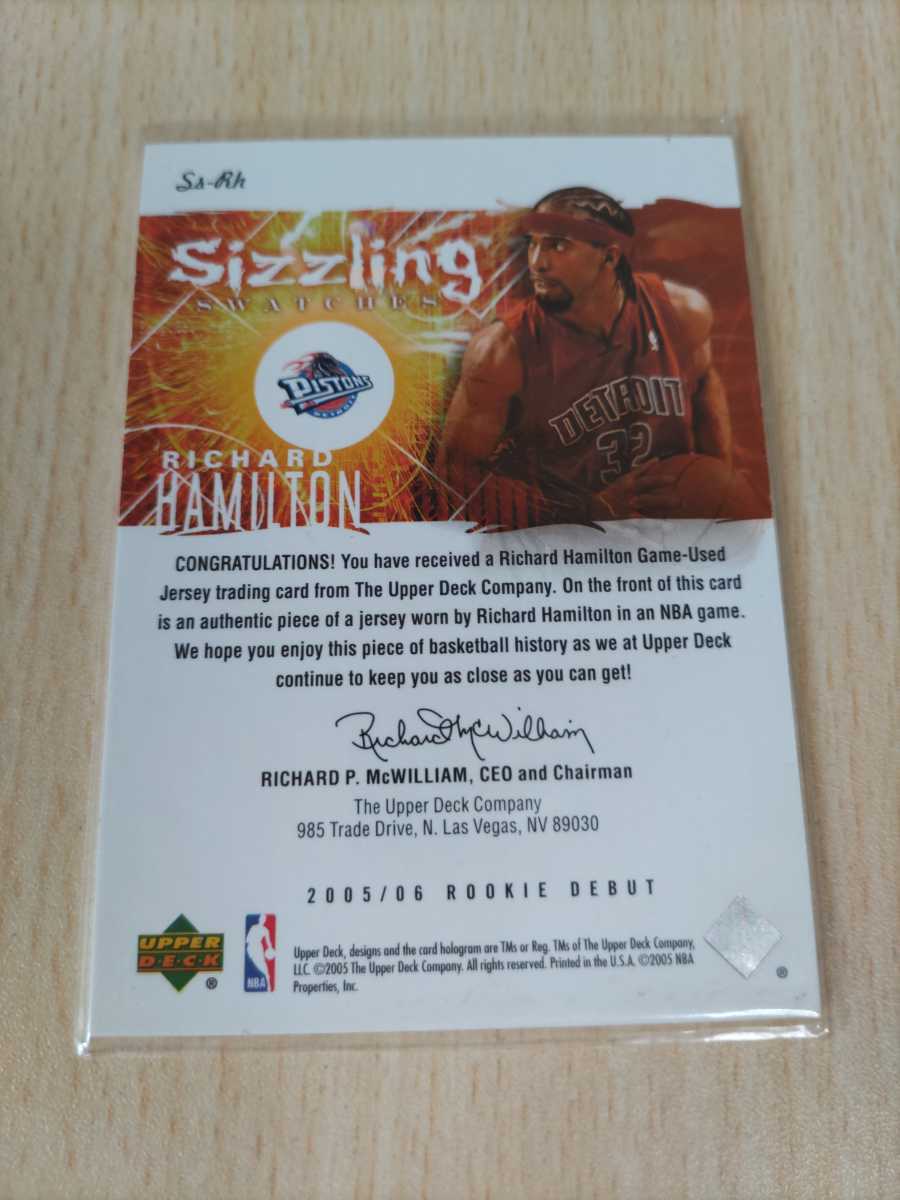 Ss-Rh
Sizzling
SWATCHES
PISTONS
DETROIT
DETROIT
32
RICHARD
HAMILTON
CONGRATULATIONS! You have received a Richard Hamilton Game-Used
Jersey trading card from The Upper Deck Company. On the front of this card
is an authentic piece of a jersey worn by Richard Hamilton in an NBA game.
We hope you enjoy this piece of basketball history as we at Upper Deck
continue to keep you as close as you can get!
Richard McWilliam
RICHARD P. McWILLIAM, CEO and Chairman
The Upper Deck Company
985 Trade Drive, N. Las Vegas, NV 89030
2005/06 ROOKIE DEBUT
UPPER
D·E·C·K
®
NBA
Upper Deck, designs and the card hologram are TMs or Reg. TMs of The Upper Deck Company,
LLC. ©2005 The Upper Deck Company. All rights reserved. Printed in the U.S.A. ©2005 NBA
Properties, Inc.
®